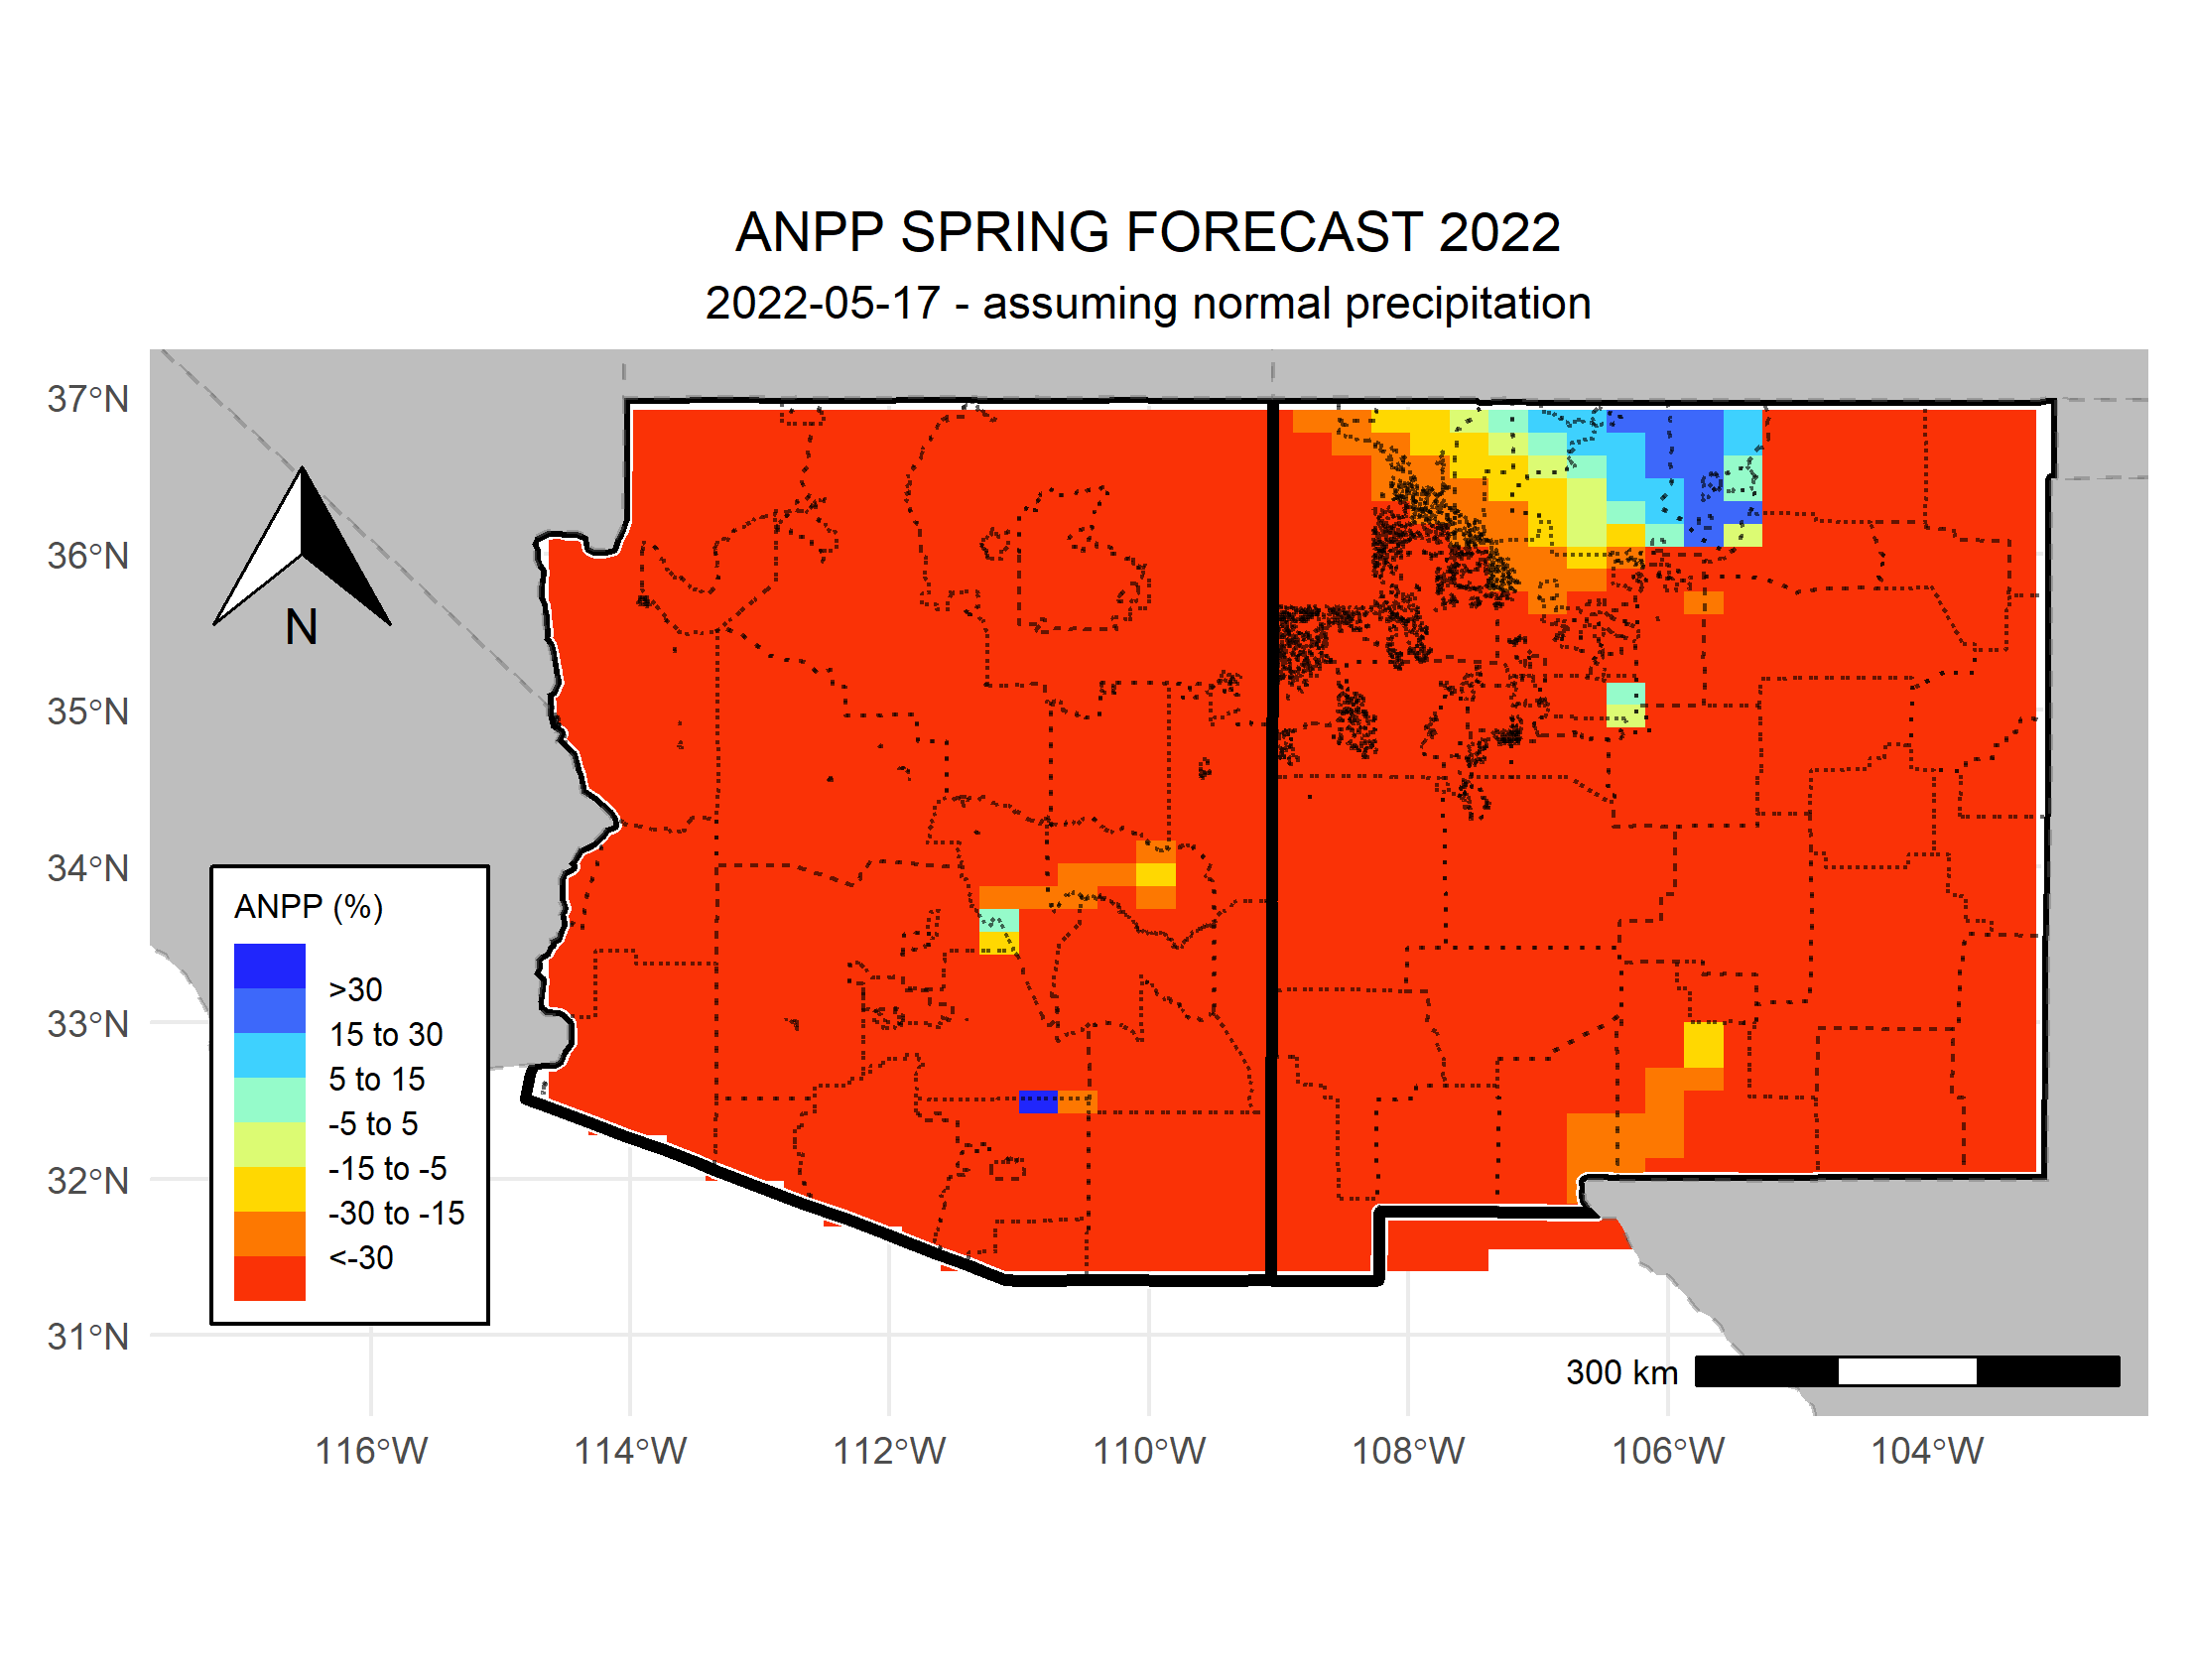 ANPP SPRING FORECAST 2022
2022-05-17 - assuming normal precipitation
37°N
36°N
35°N
34°N
33°N
32°N
31°N
N
ANPP (%)
>30
15 to 30
5 to 15
-5 to 5
-15 to -5
-30 to -15
<-30
300 km
116°W
114°W
112°W
110°W
108°W
106°W
104°W